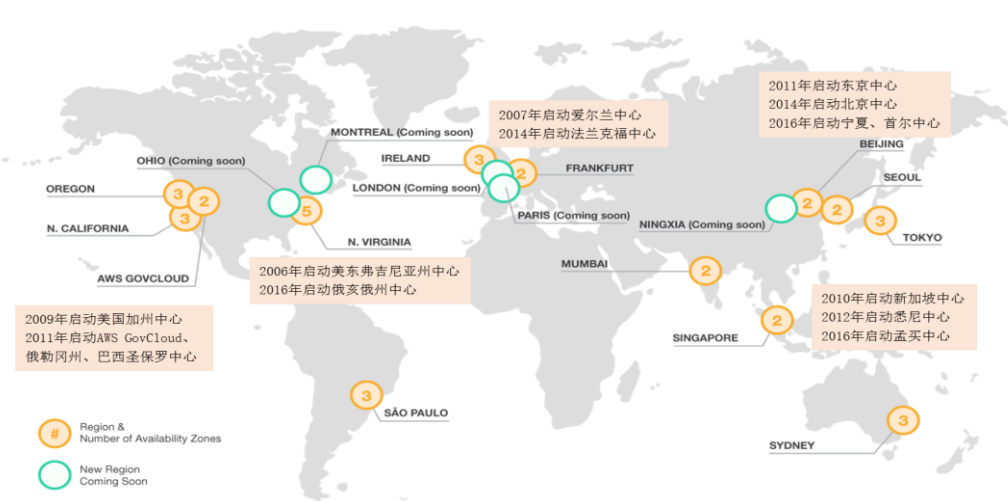 2011年启动东京中心
2014年启动北京中心
2016年启动宁夏、首尔中心
2007年启动爱尔兰中心
2014年启动法兰克福中心
MONTREAL (Coming soon)
BEIJING
OHIO (Coming soon)
IRELAND
3
2
FRANKFURT
SEOUL
OREGON
3
2
LONDON (Coming soon)
5
2
2
PARIS (Coming soon)
3
N. CALIFORNIA
3
NINGXIA (Coming soon)
TOKYO
N. VIRGINIA
MUMBAI
2
AWS GOVCLOUD
2006年启动美东弗吉尼亚州中心
2016年启动俄亥俄州中心
2010年启动新加坡中心
2012年启动悉尼中心
2016年启动孟买中心
2009年启动美国加州中心
2011年启动AWS GovCloud、
俄勒冈州、巴西圣保罗中心
2
SINGAPORE
3
SÃO PAULO
3
SYDNEY
#
Region &
Number of Availability Zones
New Region
Coming Soon